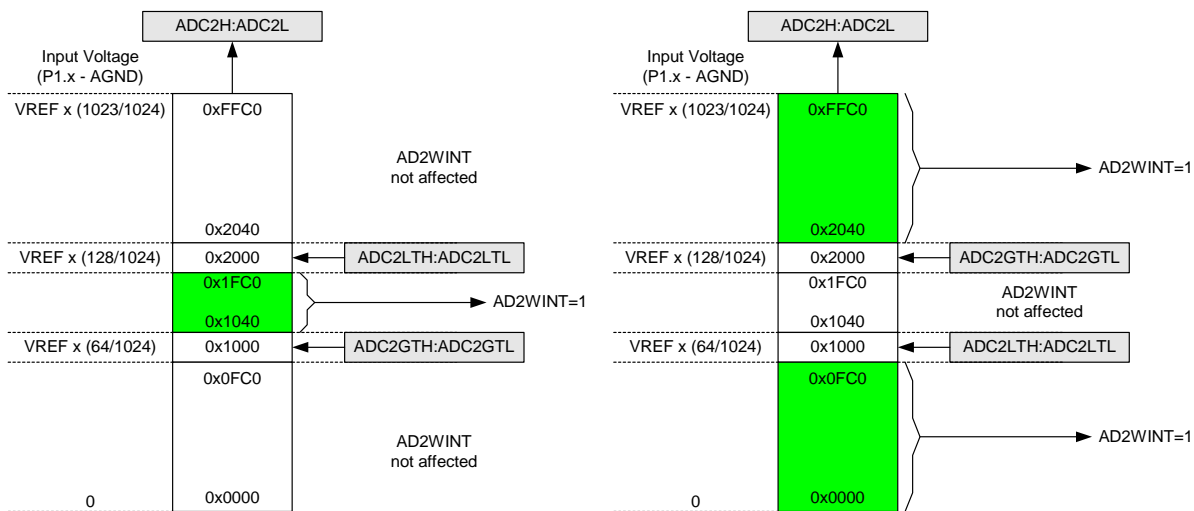 ADC2H:ADC2L
Input Voltage
(P1.x - AGND)
VREF x (1023/1024)
0xFFC0
AD2WINT
not affected
0x2040
VREF x (128/1024)
0x2000
ADC2LTH:ADC2LTL
0x1FC0
AD2WINT=1
0x1040
VREF x (64/1024)
0x1000
ADC2GTH:ADC2GTL
0x0FC0
AD2WINT
not affected
0
0x0000
ADC2H:ADC2L
Input Voltage
(P1.x - AGND)
VREF x (1023/1024)
0xFFC0
AD2WINT=1
0x2040
VREF x (128/1024)
0x2000
ADC2GTH:ADC2GTL
0x1FC0
AD2WINT
not affected
0x1040
VREF x (64/1024)
0x1000
ADC2LTH:ADC2LTL
0x0FC0
AD2WINT=1
0
0x0000